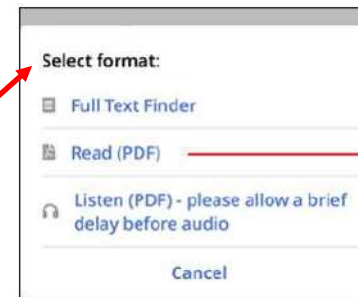 Select format:
Full Text Finder
Read (PDF)
Listen (PDF) - please allow a brief
delay before audio
Cancel